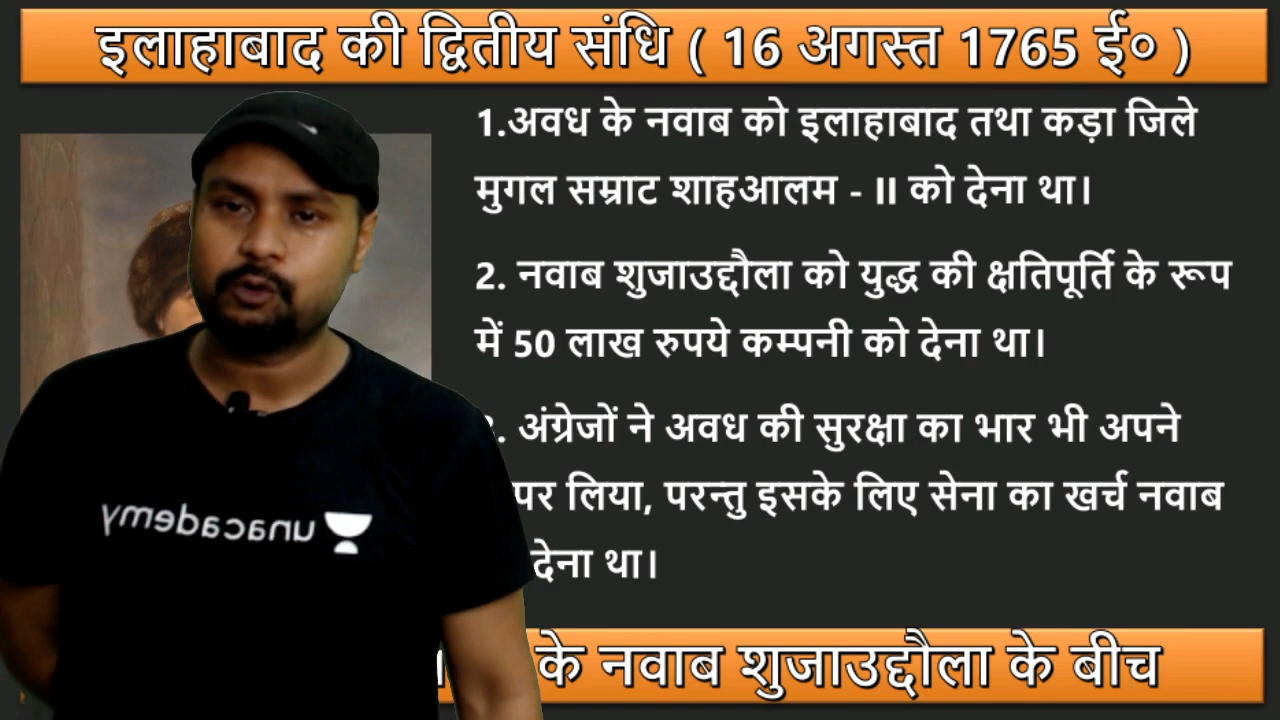 इलाहाबाद की द्वितीय संधि ( 16 अगस्त 1765 ई० )
1.अवध के नवाब को इलाहाबाद तथा कड़ा जिले
मुगल सम्राट शाहआलम - II को देना था।
2. नवाब शुजाउद्दौला को युद्ध की क्षतिपूर्ति के रूप
में 50 लाख रुपये कम्पनी को देना था।
. अंग्रेजों ने अवध की सुरक्षा का भार भी अपने
पर लिया, परन्तु इसके लिए सेना का खर्च नवाब
देना था।
unacademy
के नवाब शुजाउद्दौला के बीच